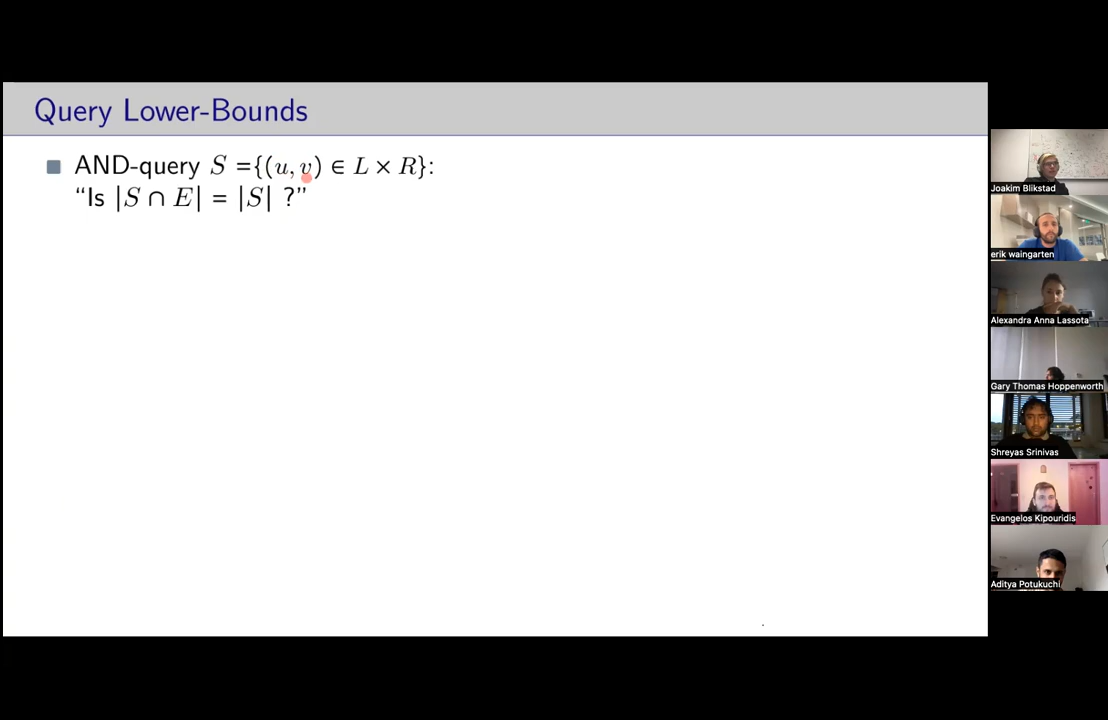 Query Lower-Bounds
AND-query S ={(u, v) ∈ L × R}:
“Is |S ∩ E| = |S| ?”
Joakim Blikstad
erik waingarten
Alexandra Anna Lassota
Gary Thomas Hoppenworth
Shreyas Srinivas
Evangelos Kipouridis
Aditya Potukuchi